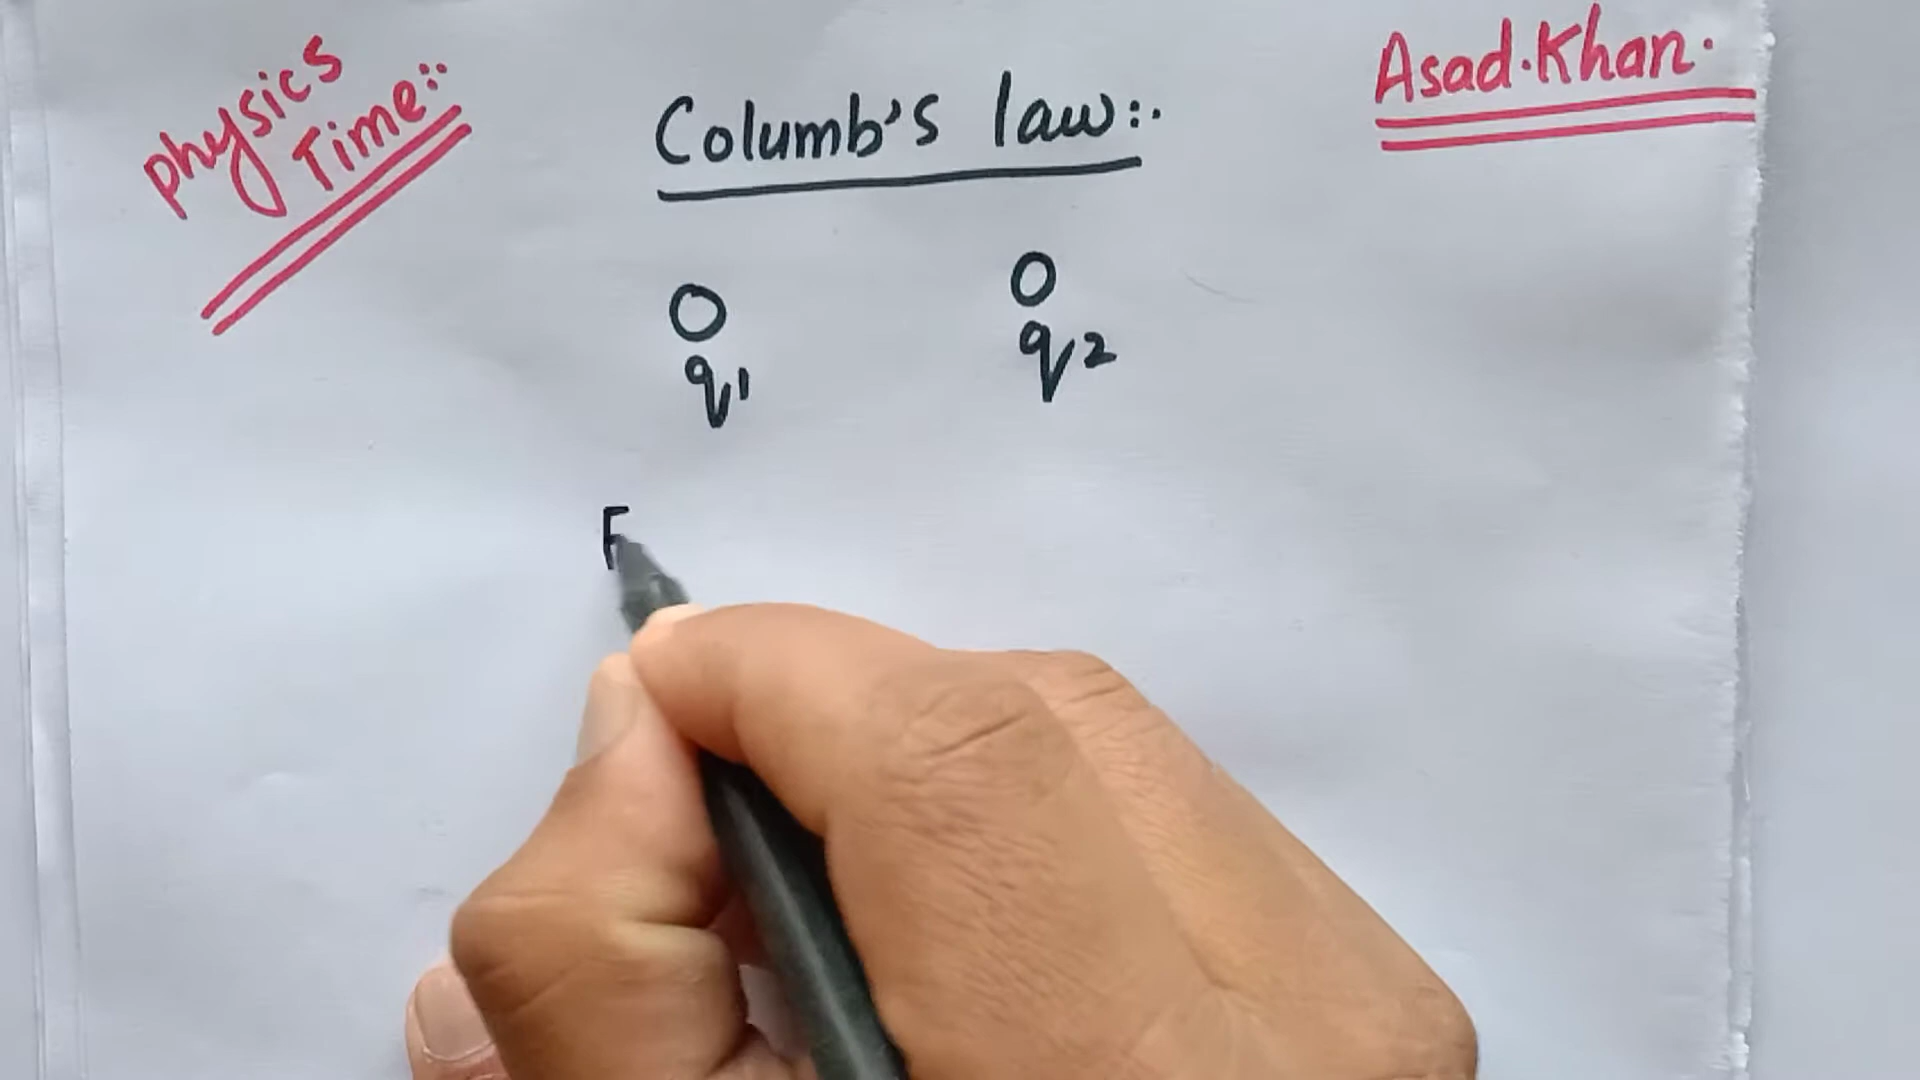 physics
Time::
Columb's law:.
Asad.Khan.
O O
q1 q2
F